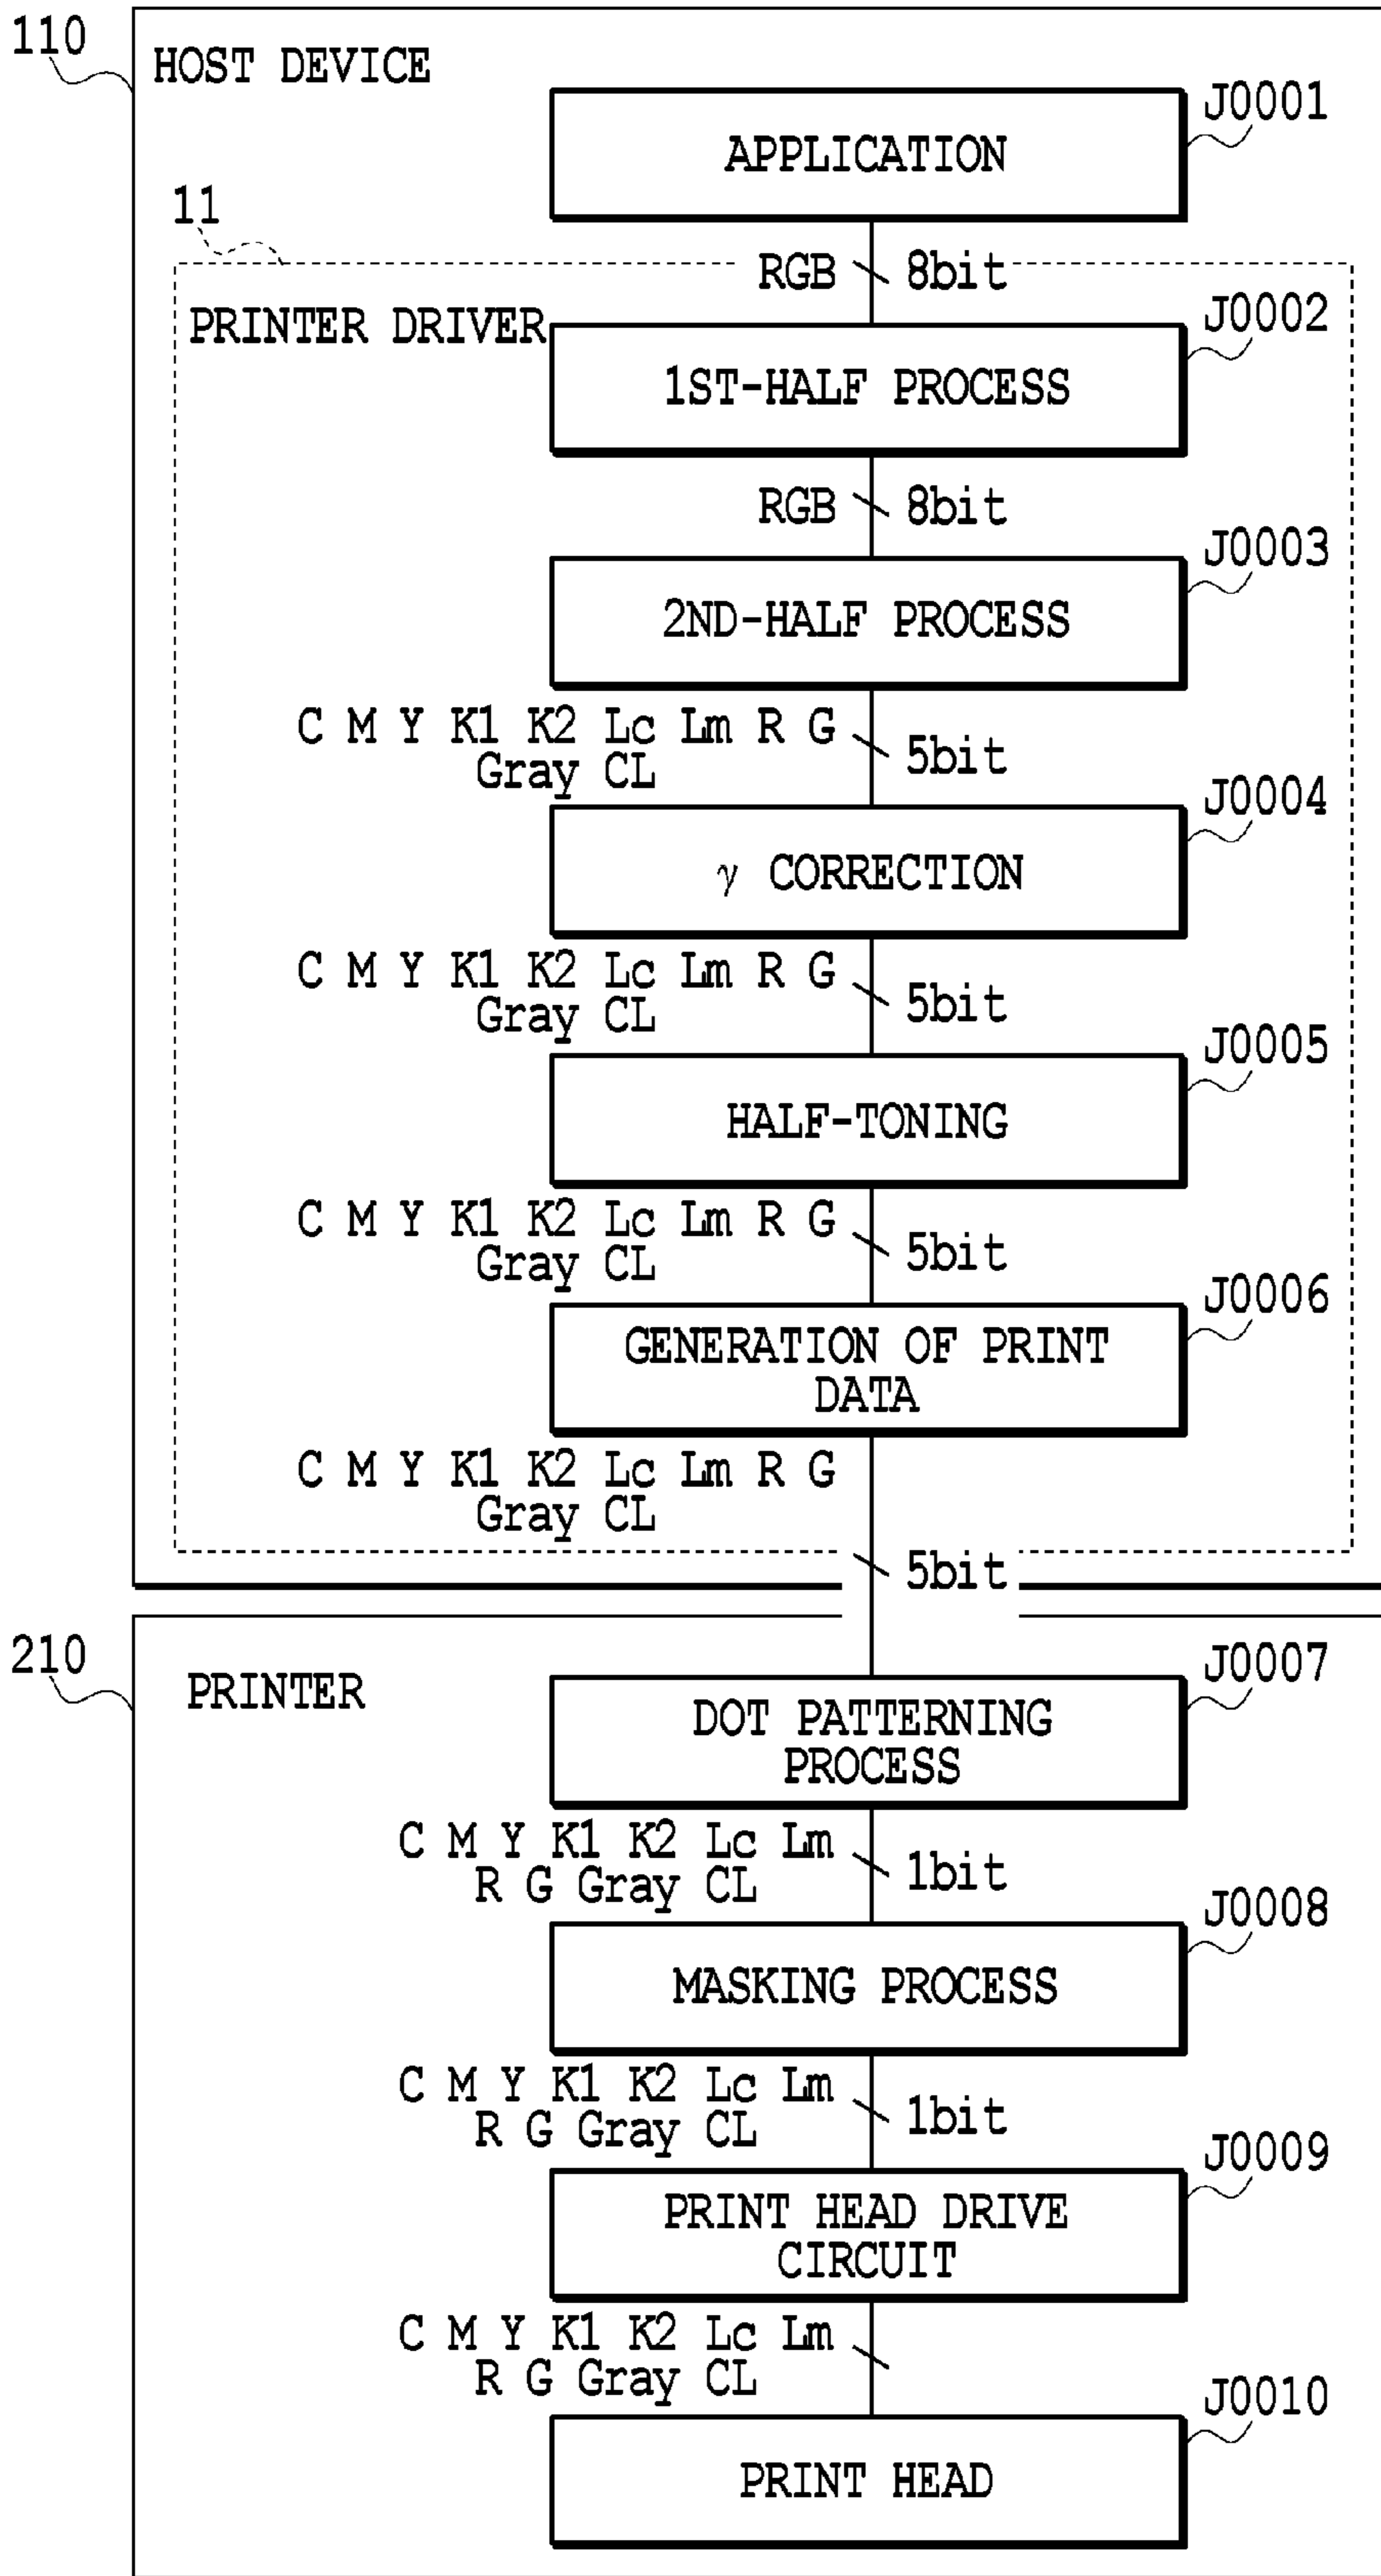 110
HOST DEVICE
J0001
APPLICATION
11
RGB 8bit
PRINTER DRIVER
J0002
1ST-HALF PROCESS
RGB 8bit
J0003
2ND-HALF PROCESS
C M Y K1 K2 Lc Lm R G
Gray CL
5bit
J0004
γ CORRECTION
C M Y K1 K2 Lc Lm R G
Gray CL
5bit
J0005
HALF-TONING
C M Y K1 K2 Lc Lm R G
Gray CL
5bit
J0006
GENERATION OF PRINT
DATA
C M Y K1 K2 Lc Lm R G
Gray CL
5bit
210
PRINTER
J0007
DOT PATTERNING
PROCESS
C M Y K1 K2 Lc Lm
R G Gray CL
1bit
J0008
MASKING PROCESS
C M Y K1 K2 Lc Lm
R G Gray CL
1bit
J0009
PRINT HEAD DRIVE
CIRCUIT
C M Y K1 K2 Lc Lm
R G Gray CL
J0010
PRINT HEAD